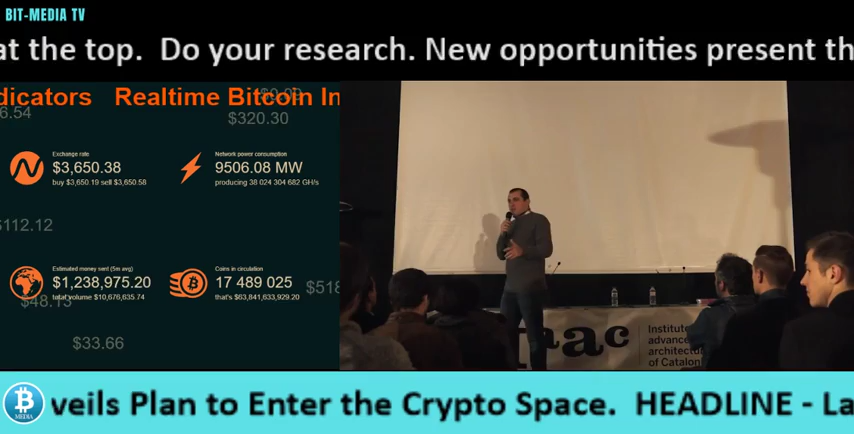 BIT-MEDIA TV
at the top. Do your research. New opportunities present th
dicators Realtime Bitcoin In
6.54
$320.30
Exchange rate
$3,650.38
buy $3,650.19 sell $3,650.58
Network power consumption
9506.08 MW
producing 38 024 304 682 GH/s
$112.12
Estimated money sent (5m avg)
$1,238,975.20
total volume $10,676,635.74
Coins in circulation
17 489 025
that's $63,841,633,929.20
$518
$48.13
$33.66
aac
Institute
advance
architectu
of Catalon
MEDIA
veils Plan to Enter the Crypto Space. HEADLINE - La